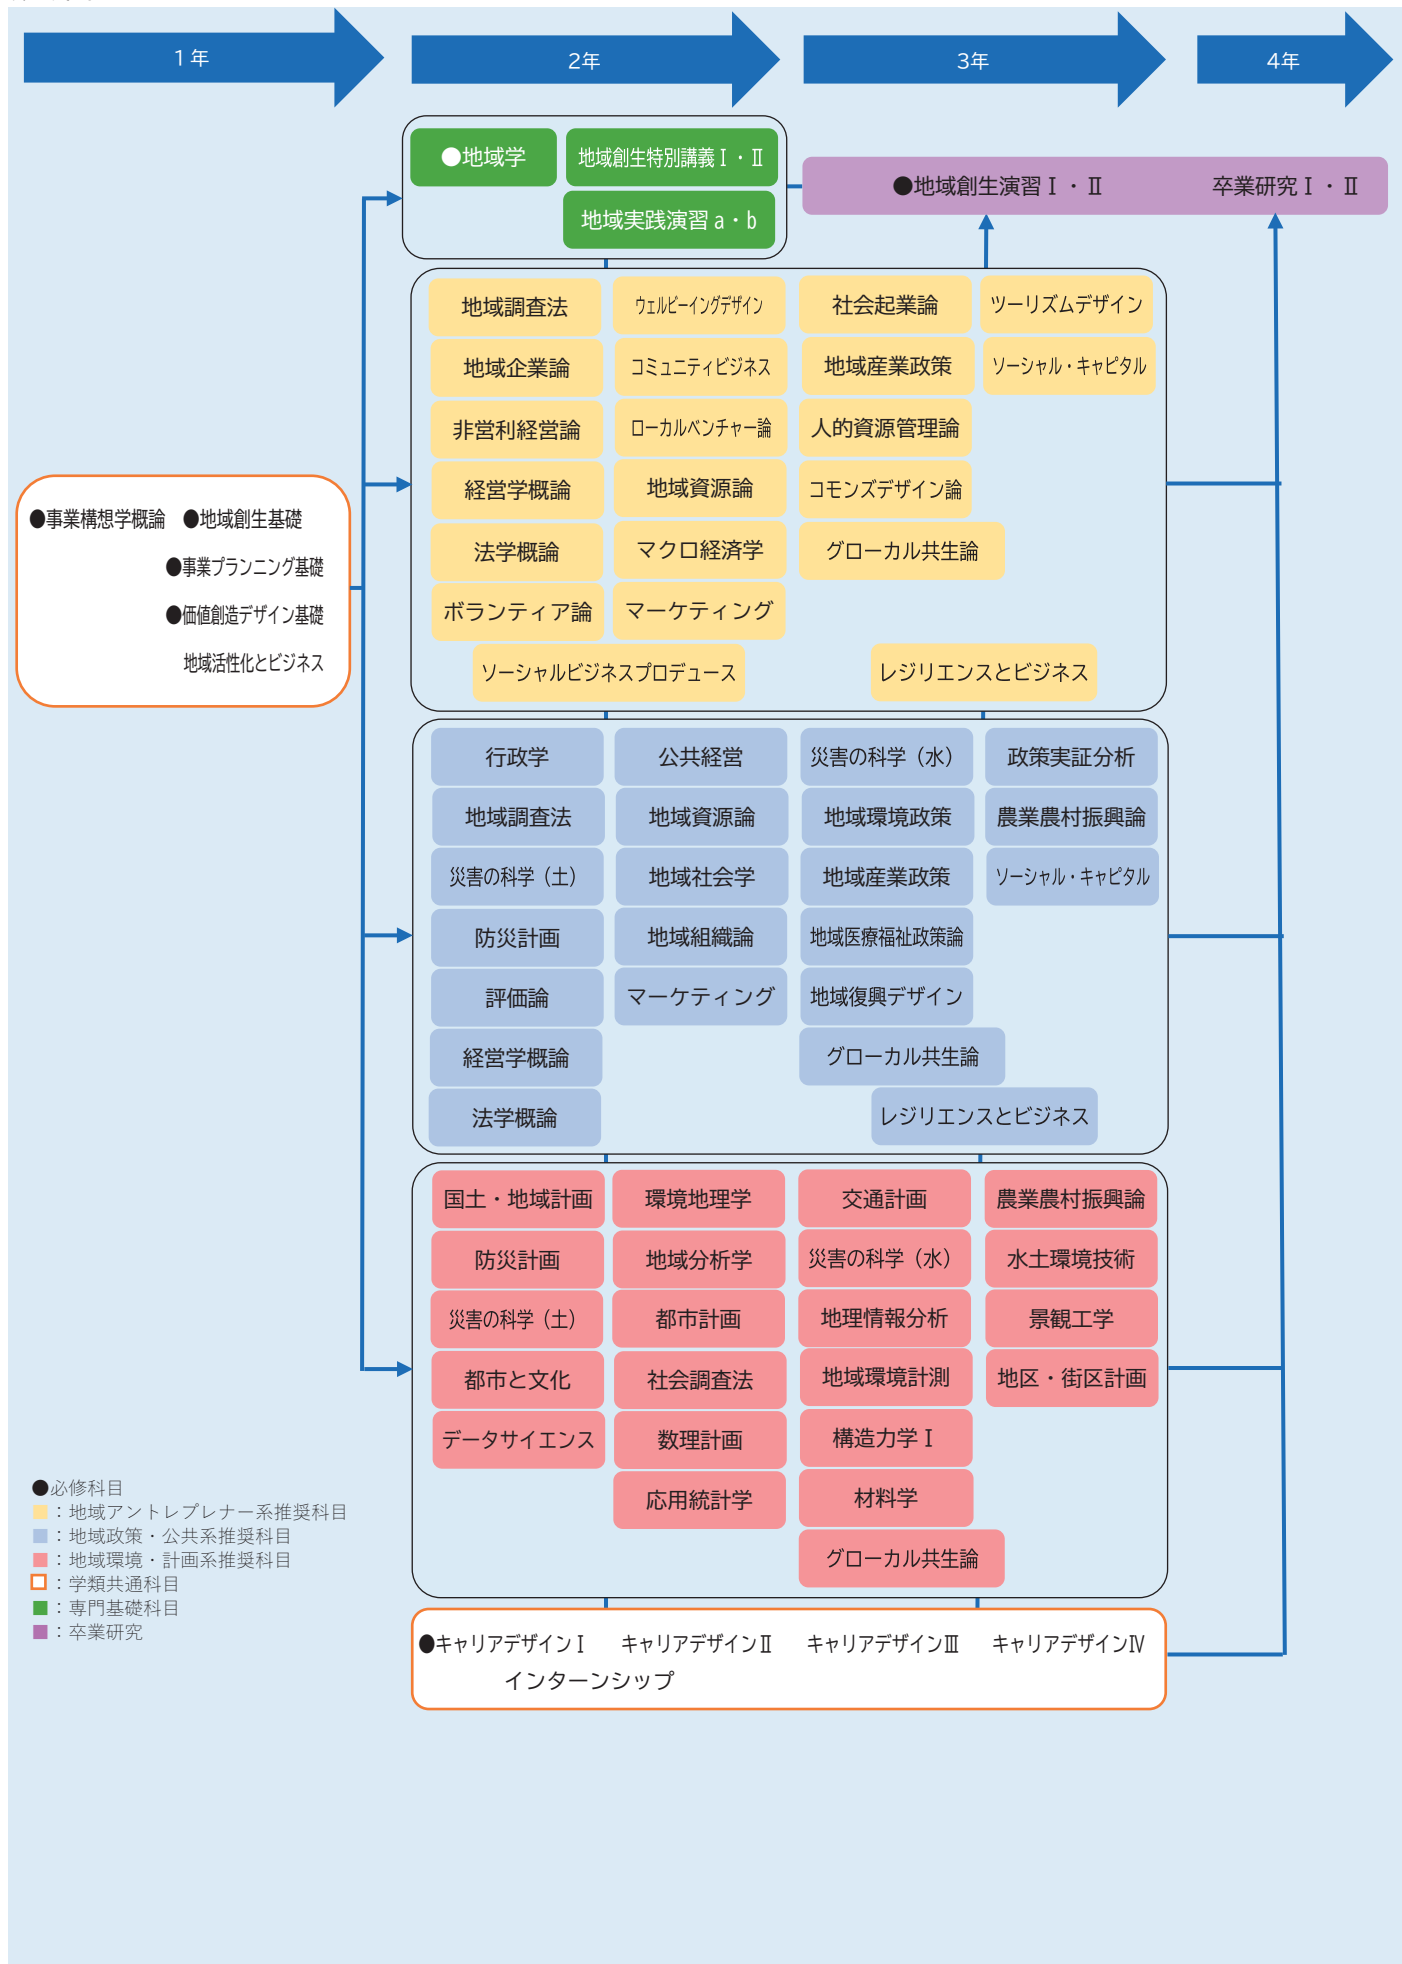 1年
2年
3年
4年
●地域学
地域創生特別講義Ⅰ・Ⅱ
地域実践演習a・b
●地域創生演習Ⅰ・Ⅱ
卒業研究Ⅰ・Ⅱ
●事業構想学概論 ●地域創生基礎
●事業プランニング基礎
●価値創造デザイン基礎
地域活性化とビジネス
地域調査法
ウェルビーイングデザイン
社会起業論
ツーリズムデザイン
地域企業論
コミュニティビジネス
地域産業政策
ソーシャル・キャピタル
非営利経営論
ローカルベンチャー論
人的資源管理論
経営学概論
地域資源論
コモンズデザイン論
法学概論
マクロ経済学
グローカル共生論
ボランティア論
マーケティング
ソーシャルビジネスプロデュース
レジリエンスとビジネス
行政学
公共経営
災害の科学（水）
政策実証分析
地域調査法
地域資源論
地域環境政策
農業農村振興論
災害の科学（土）
地域社会学
地域産業政策
ソーシャル・キャピタル
防災計画
地域組織論
地域医療福祉政策論
評価論
マーケティング
地域復興デザイン
経営学概論
グローカル共生論
法学概論
レジリエンスとビジネス
国土・地域計画
環境地理学
交通計画
農業農村振興論
防災計画
地域分析学
災害の科学（水）
水土環境技術
災害の科学（土）
都市計画
地理情報分析
景観工学
都市と文化
社会調査法
地域環境計測
地区・街区計画
データサイエンス
数理計画
構造力学Ⅰ
応用統計学
材料学
グローカル共生論
●キャリアデザインⅠ
キャリアデザインⅡ
キャリアデザインⅢ
キャリアデザインⅣ
インターンシップ
●必修科目
：地域アントレプレナー系推奨科目
：地域政策・公共系推奨科目
：地域環境・計画系推奨科目
：学類共通科目
：専門基礎科目
：卒業研究